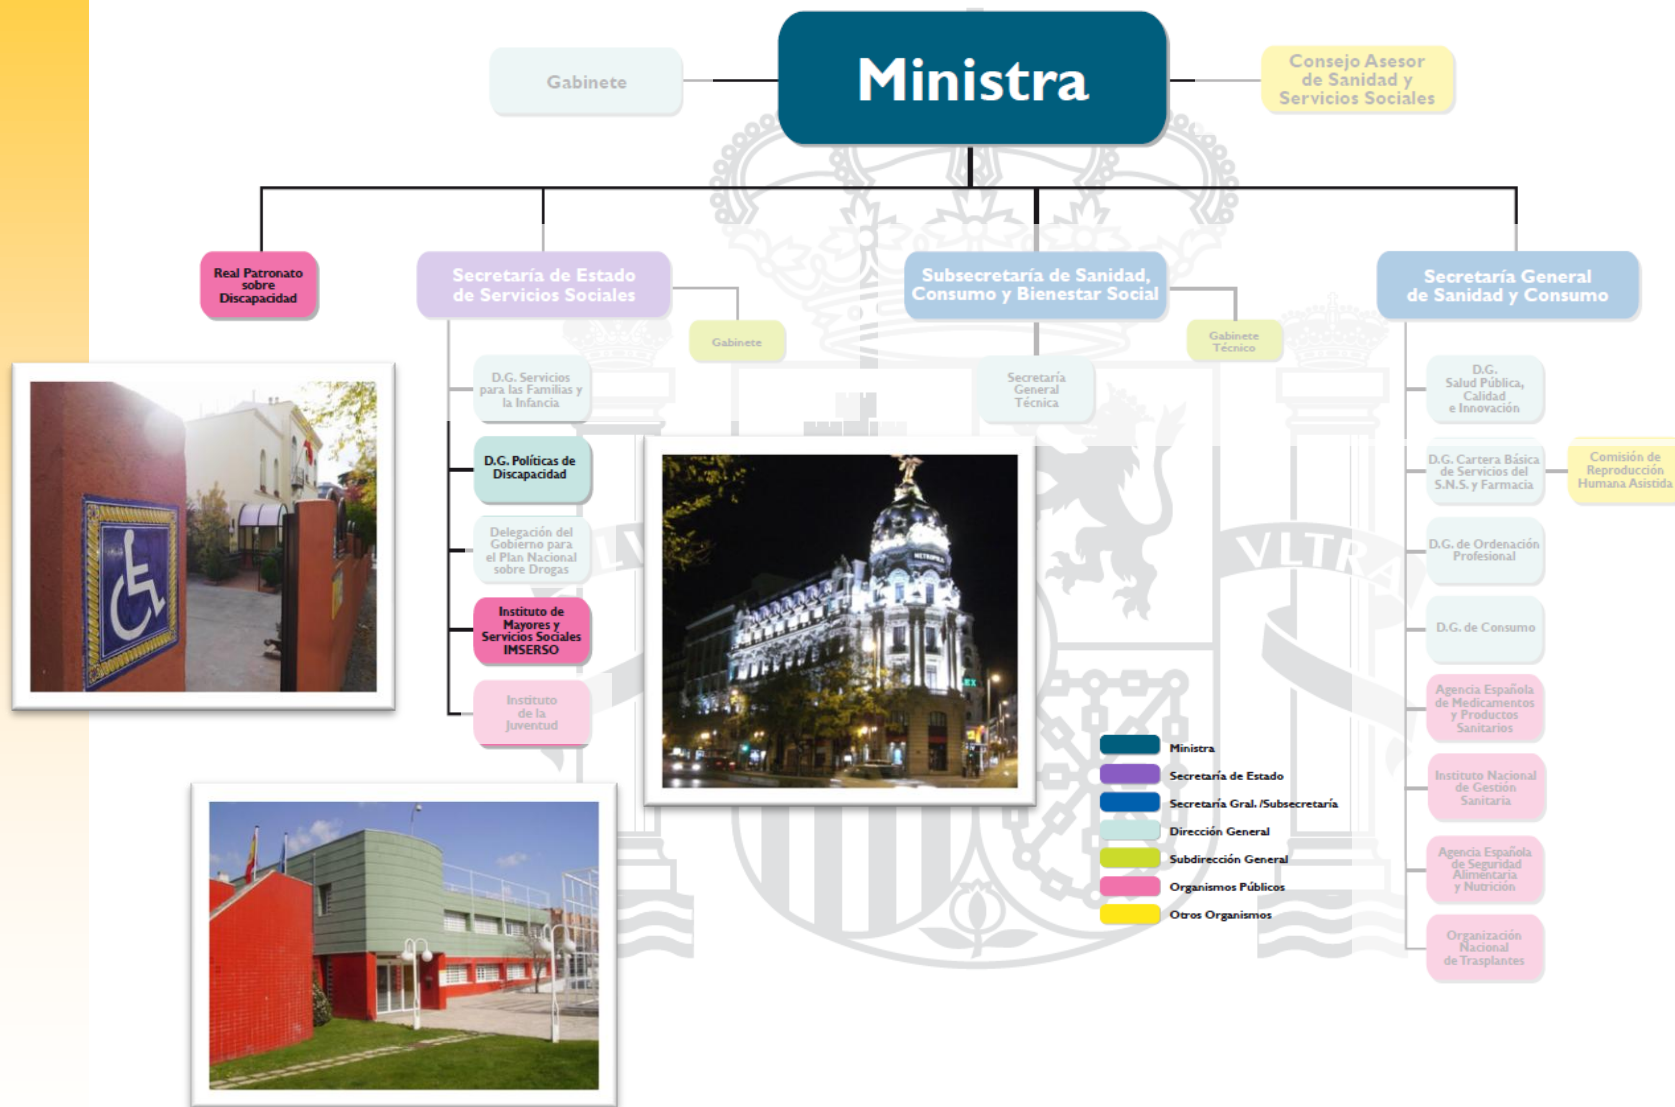 Ministra
Gabinete
Consejo Asesor
de Sanidad y
Servicios Sociales
Real Patronato
sobre
Discapacidad
Secretaría de Estado
de Servicios Sociales
Gabinete
D.G. Servicios
para las Familias y
la Infancia
D.G. Políticas de
Discapacidad
Delegación del
Gobierno para
el Plan Nacional
sobre Drogas
Instituto de
Mayores y
Servicios Sociales
IMSERSO
Instituto
de la
Juventud
Subsecretaría de Sanidad,
Consumo y Bienestar Social
Gabinete
Técnico
Secretaría
General
Técnica
Secretaría General
de Sanidad y Consumo
D.G.
Salud Pública,
Calidad
e Innovación
D.G. Cartera Básica
de Servicios del
S.N.S. y Farmacia
Comisión de
Reproducción
Humana Asistida
D.G. de Ordenación
Profesional
D.G. de Consumo
Agencia Española
de Medicamentos
y Productos
Sanitarios
Instituto Nacional
de Gestión
Sanitaria
Agencia Española
de Seguridad
Alimentaria
y Nutrición
Organización
Nacional
de Trasplantes
Ministra
Secretaría de Estado
Secretaría Gral. /Subsecretaría
Dirección General
Subdirección General
Organismos Públicos
Otros Organismos
METROPOLIS
VLTRA